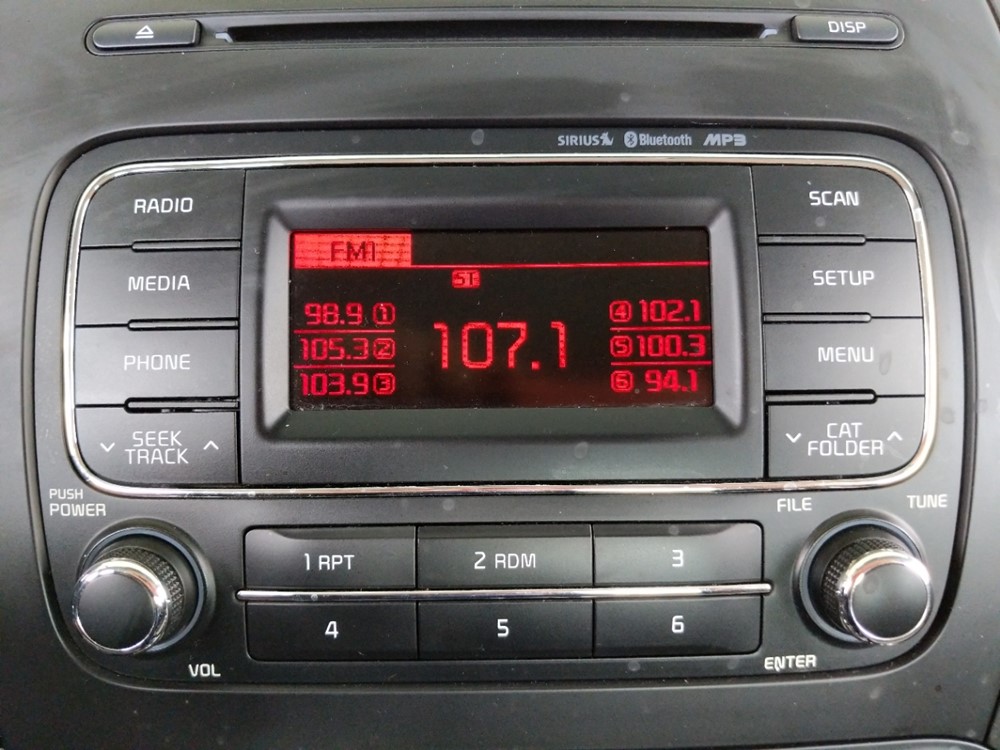 DISP
SIRIUS Bluetooth MP3
RADIO
MEDIA
PHONE
SEEK
TRACK
FM1
ST
98.9 1
105.3 2
103.9 3
107.1
4 102.1
5 100.3
6 94.1
SCAN
SETUP
MENU
CAT
FOLDER
PUSH
POWER
VOL
1 RPT
2 RDM
3
4
5
6
FILE
TUNE
ENTER